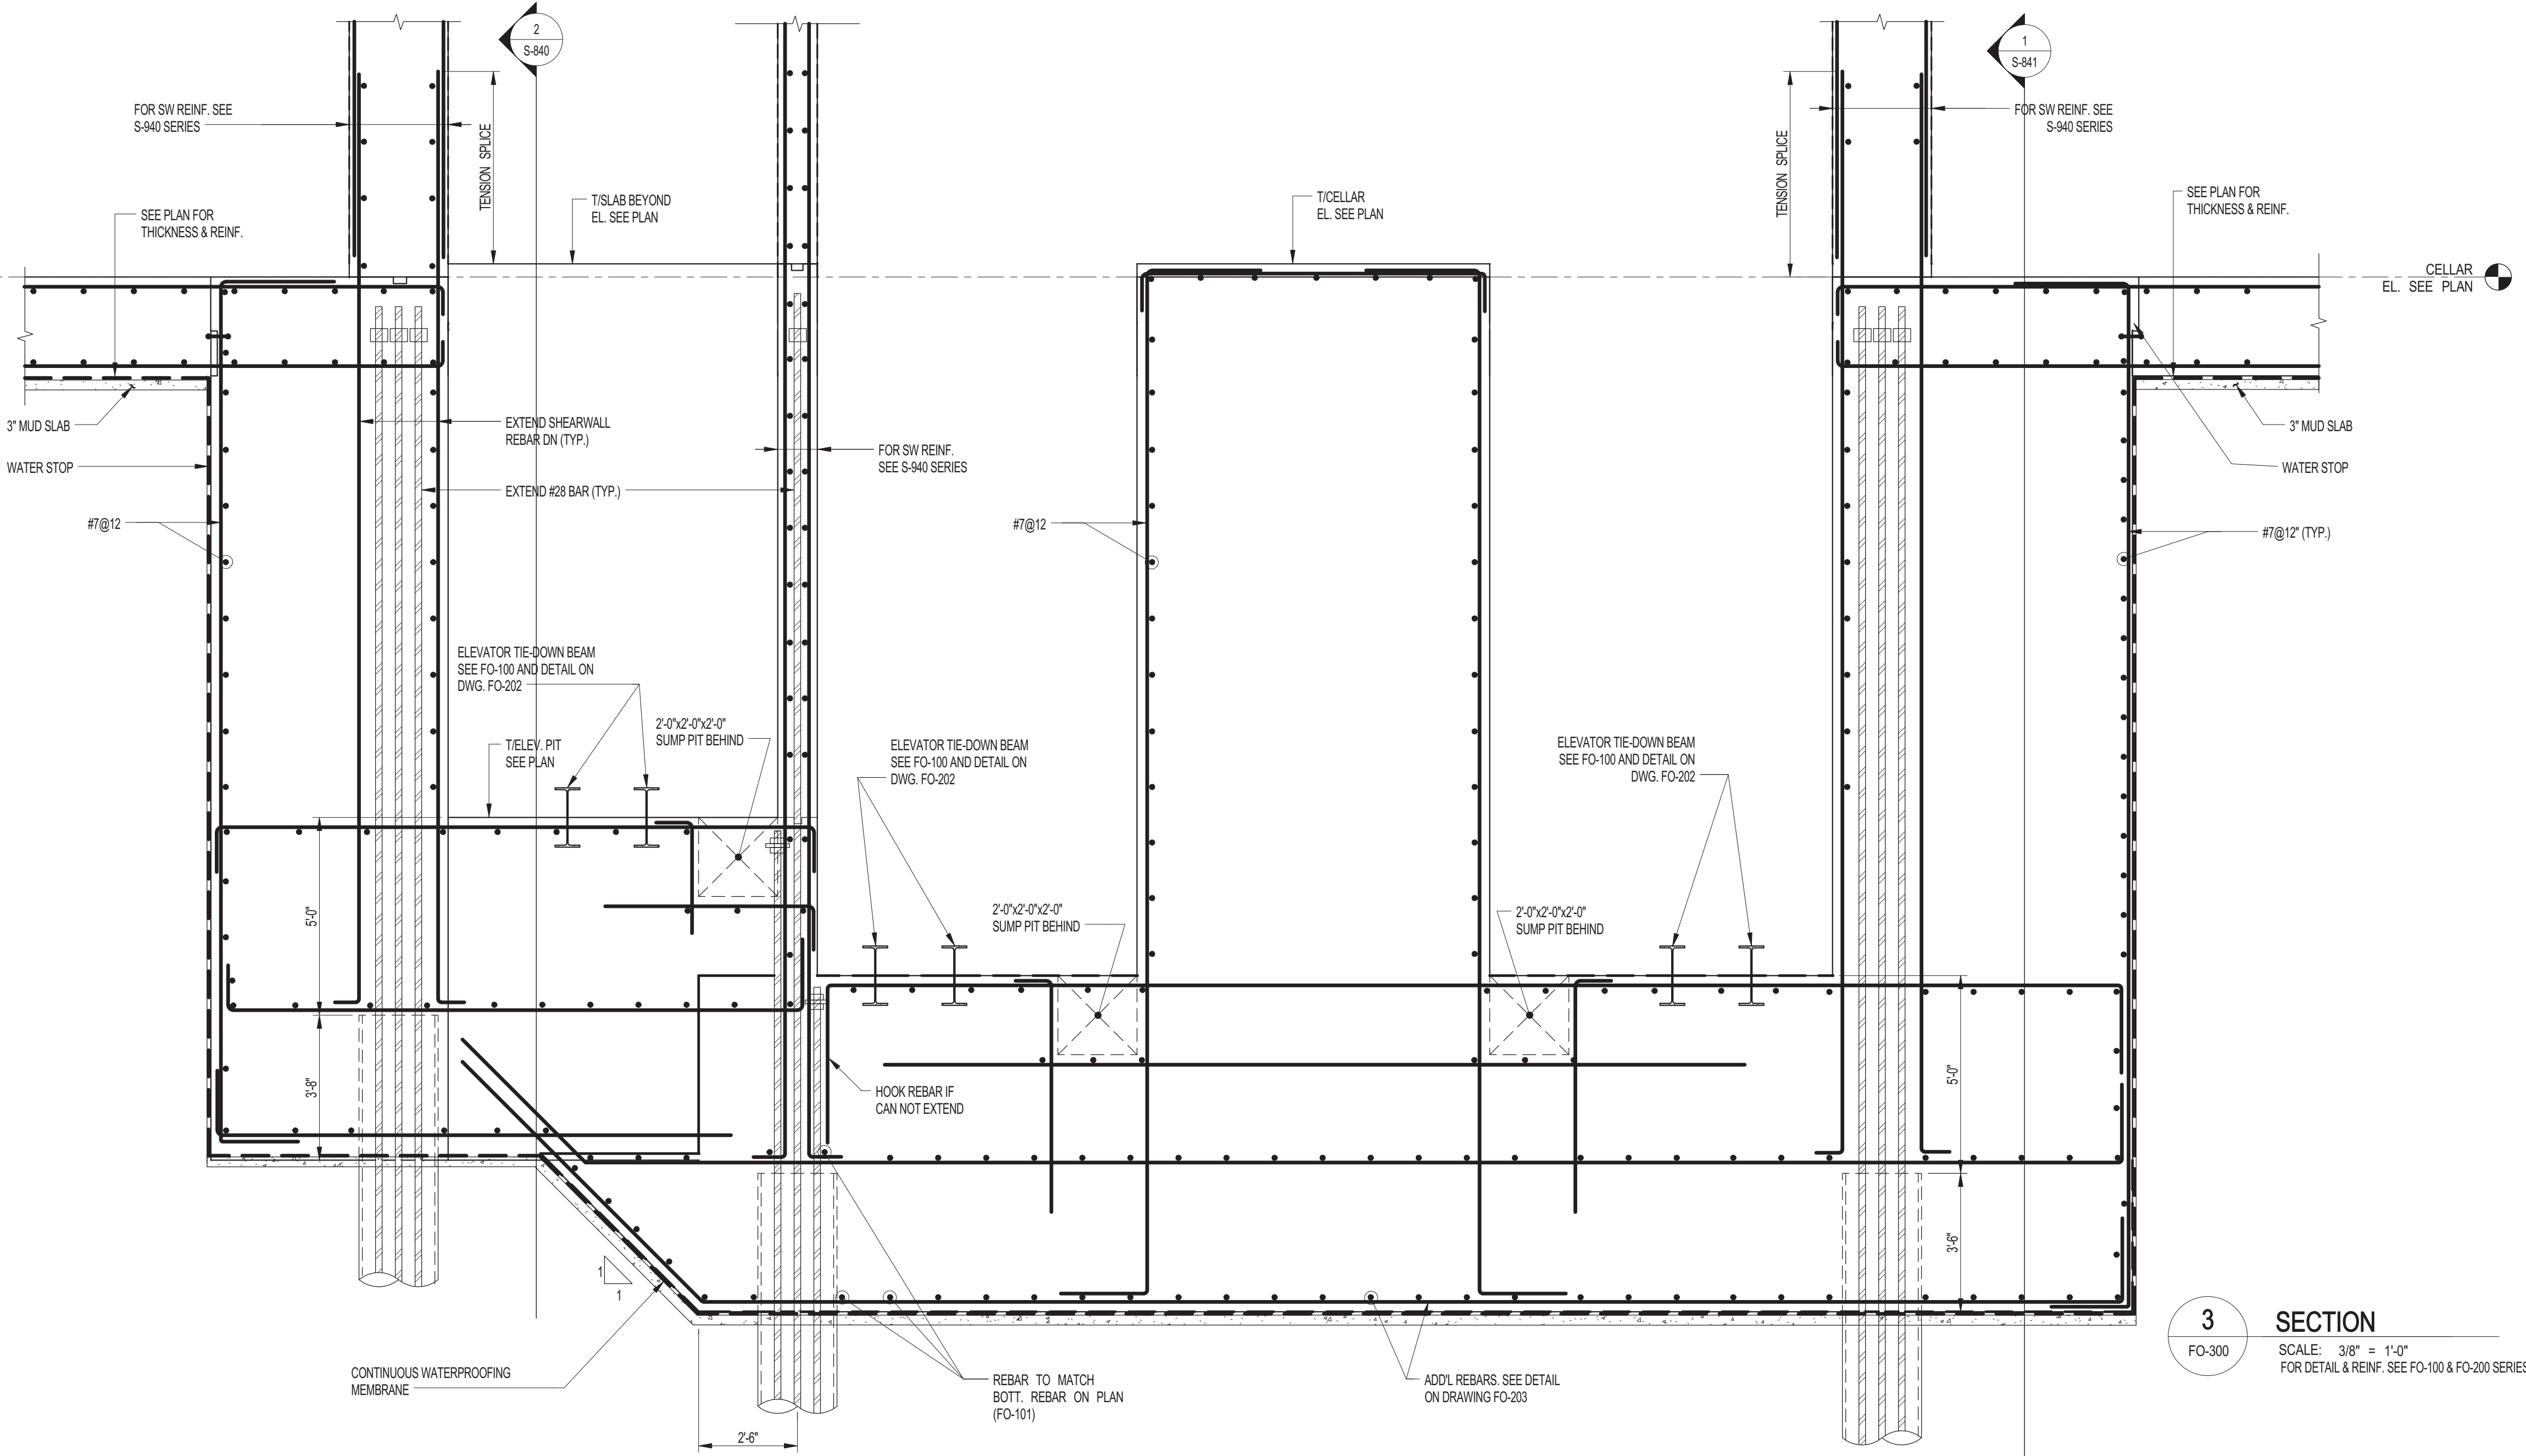 2
S-840
1
S-841
FOR SW REINF. SEE
S-940 SERIES
TENSION SPLICE
TENSION SPLICE
FOR SW REINF. SEE
S-940 SERIES
SEE PLAN FOR
THICKNESS & REINF.
T/SLAB BEYOND
EL. SEE PLAN
T/CELLAR
EL. SEE PLAN
SEE PLAN FOR
THICKNESS & REINF.
CELLAR
EL. SEE PLAN
3" MUD SLAB
WATER STOP
#7@12
EXTEND SHEARWALL
REBAR DN (TYP.)
EXTEND #28 BAR (TYP.)
FOR SW REINF.
SEE S-940 SERIES
#7@12
3" MUD SLAB
WATER STOP
#7@12" (TYP.)
ELEVATOR TIE-DOWN BEAM
SEE FO-100 AND DETAIL ON
DWG. FO-202
T/ELEV. PIT
SEE PLAN
2'-0"x2'-0"x2'-0"
SUMP PIT BEHIND
ELEVATOR TIE-DOWN BEAM
SEE FO-100 AND DETAIL ON
DWG. FO-202
ELEVATOR TIE-DOWN BEAM
SEE FO-100 AND DETAIL ON
DWG. FO-202
5'-0"
2'-0"x2'-0"x2'-0"
SUMP PIT BEHIND
2'-0"x2'-0"x2'-0"
SUMP PIT BEHIND
3'-8"
HOOK REBAR IF
CAN NOT EXTEND
5'-0"
3'-6"
1
1
CONTINUOUS WATERPROOFING
MEMBRANE
REBAR TO MATCH
BOTT. REBAR ON PLAN
(FO-101)
ADD'L REBARS. SEE DETAIL
ON DRAWING FO-203
2'-6"
3
FO-300
SECTION
SCALE: 3/8" = 1'-0"
FOR DETAIL & REINF. SEE FO-100 & FO-200 SERIES